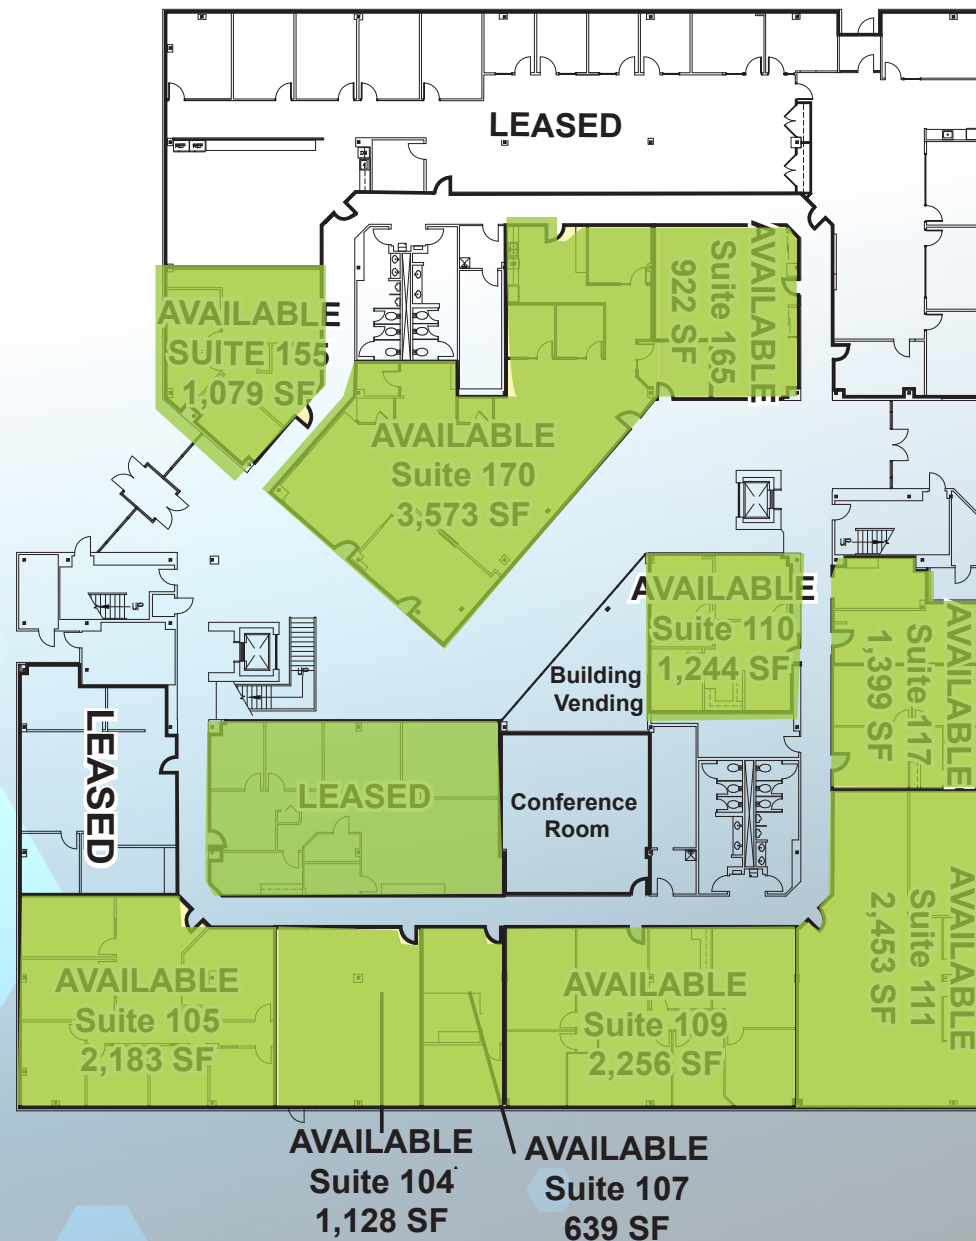 LEASED
REF REF
AVAILABLE
SUITE 155
1,079 SF
AVAILABLE
Suite 165
922 SF
AVAILABLE
Suite 170
3,573 SF
UP
UP
UP
AVAILABLE
Suite 110
1,244 SF
AVAILABLE
Suite 117
1,399 SF
Building
Vending
LEASED
LEASED
Conference
Room
AVAILABLE
Suite 111
2,453 SF
AVAILABLE
Suite 105
2,183 SF
AVAILABLE
Suite 109
2,256 SF
AVAILABLE
Suite 104
1,128 SF
AVAILABLE
Suite 107
639 SF